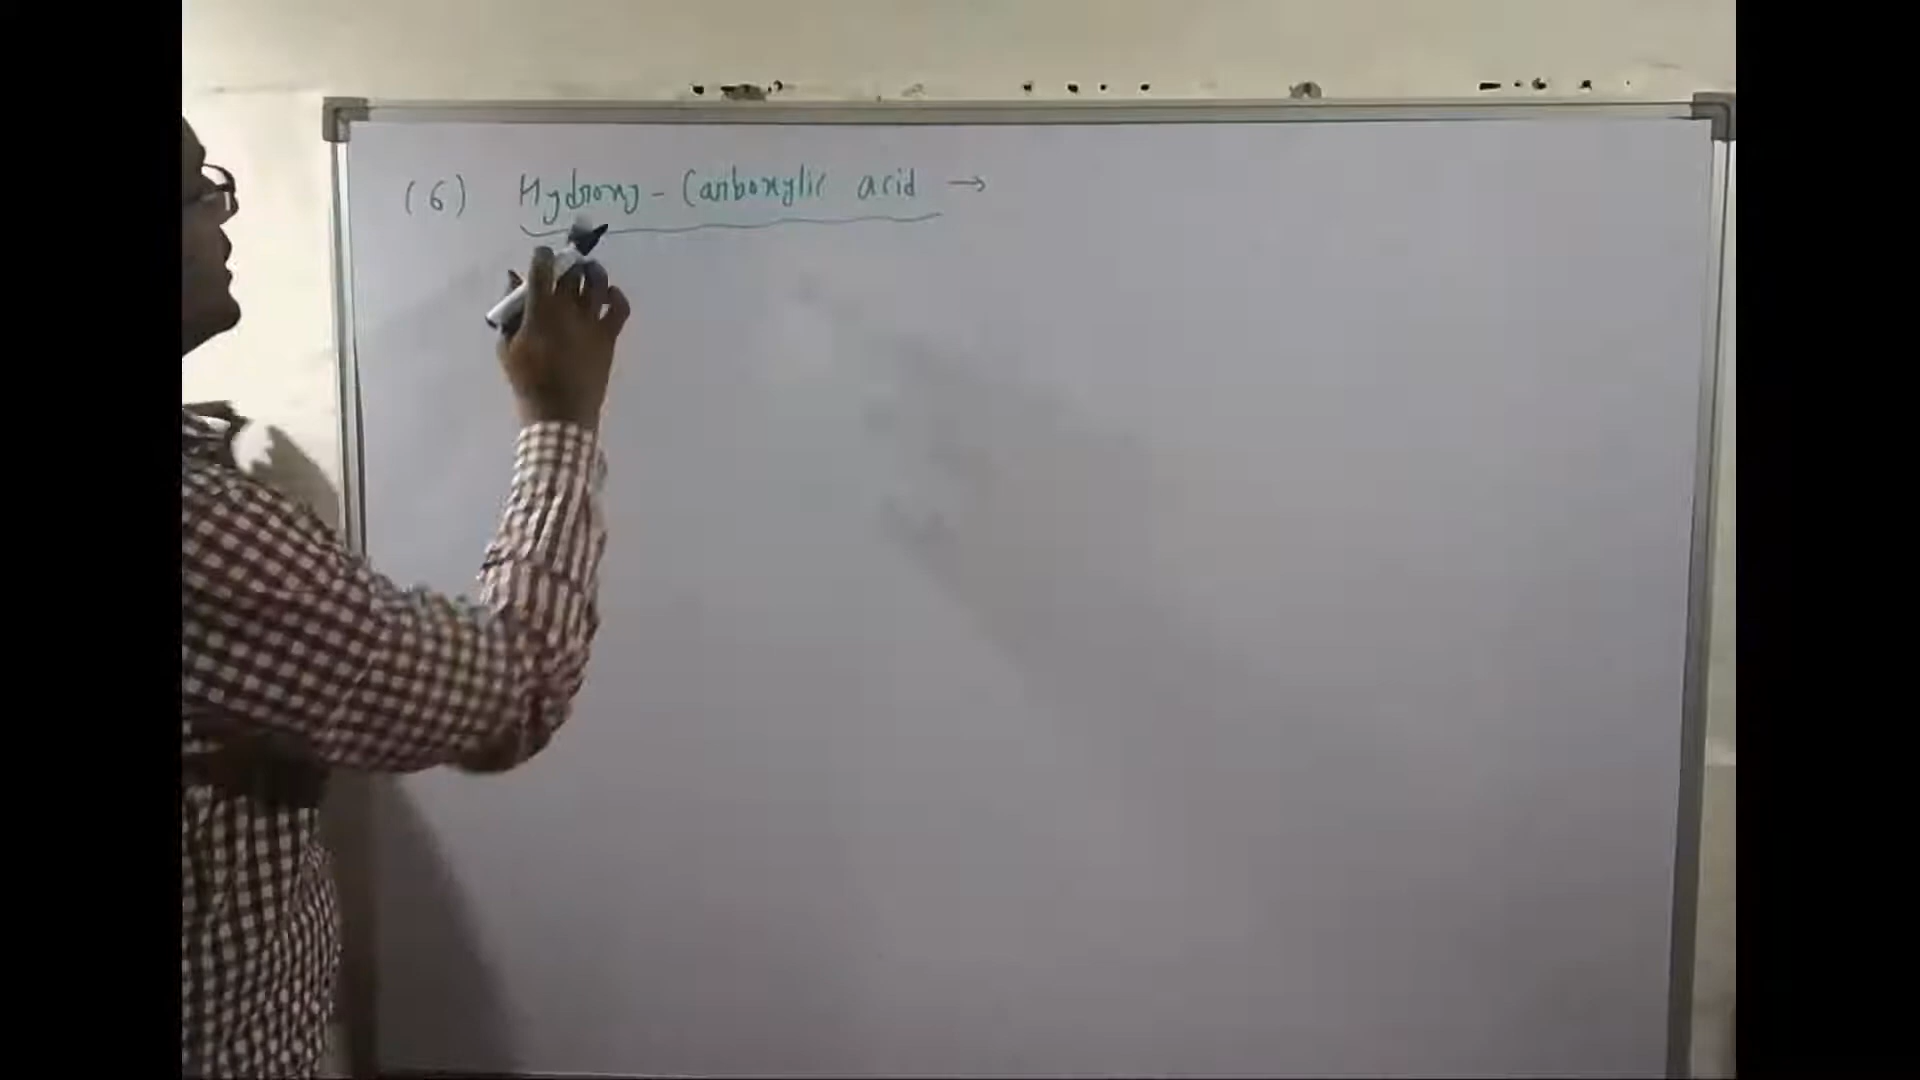 (6) Hydroxy - Carboxylic acid →